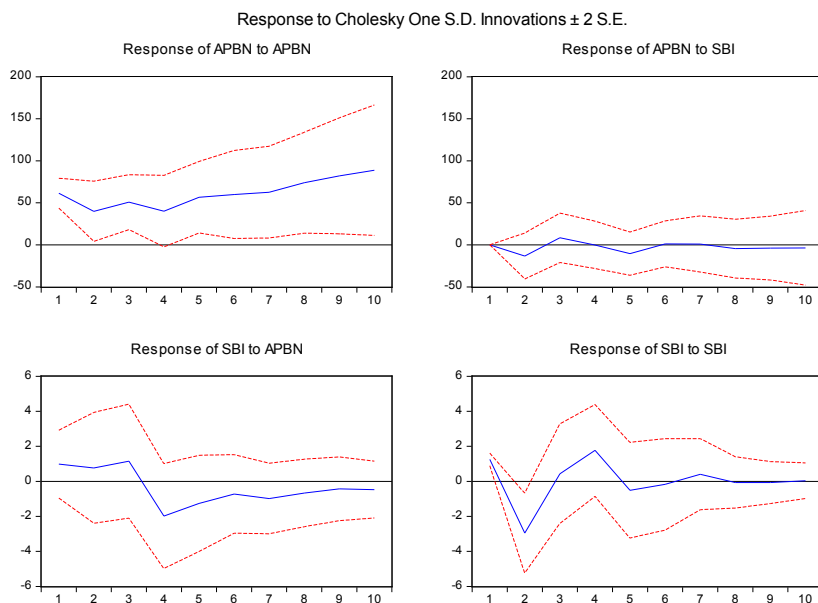 Response to Cholesky One S.D. Innovations ± 2 S.E.
Response of APBN to APBN
200
150
100
50
0
-50
1 2 3 4 5 6 7 8 9 10
Response of APBN to SBI
200
150
100
50
0
-50
1 2 3 4 5 6 7 8 9 10
Response of SBI to APBN
6
4
2
0
-2
-4
-6
1 2 3 4 5 6 7 8 9 10
Response of SBI to SBI
6
4
2
0
-2
-4
-6
1 2 3 4 5 6 7 8 9 10